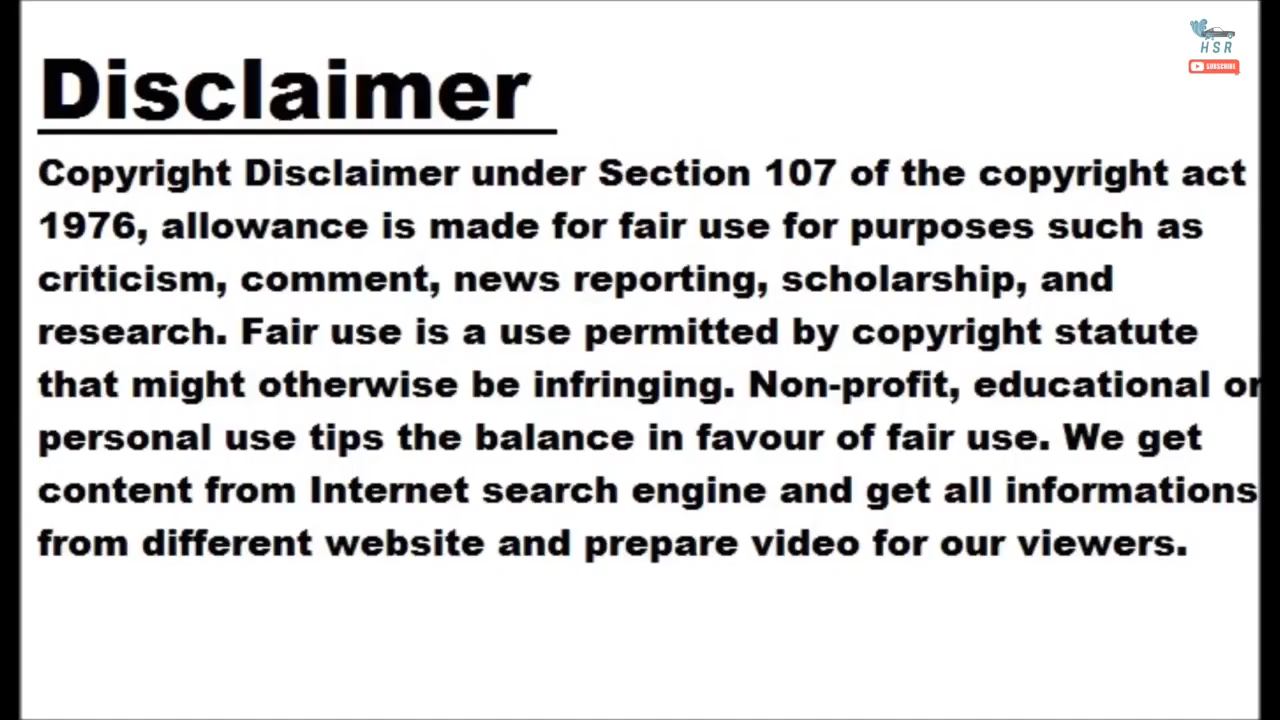 HSR
SUBSCRIBE
Disclaimer
Copyright Disclaimer under Section 107 of the copyright act
1976, allowance is made for fair use for purposes such as
criticism, comment, news reporting, scholarship, and
research. Fair use is a use permitted by copyright statute
that might otherwise be infringing. Non-profit, educational or
personal use tips the balance in favour of fair use. We get
content from Internet search engine and get all informations
from different website and prepare video for our viewers.